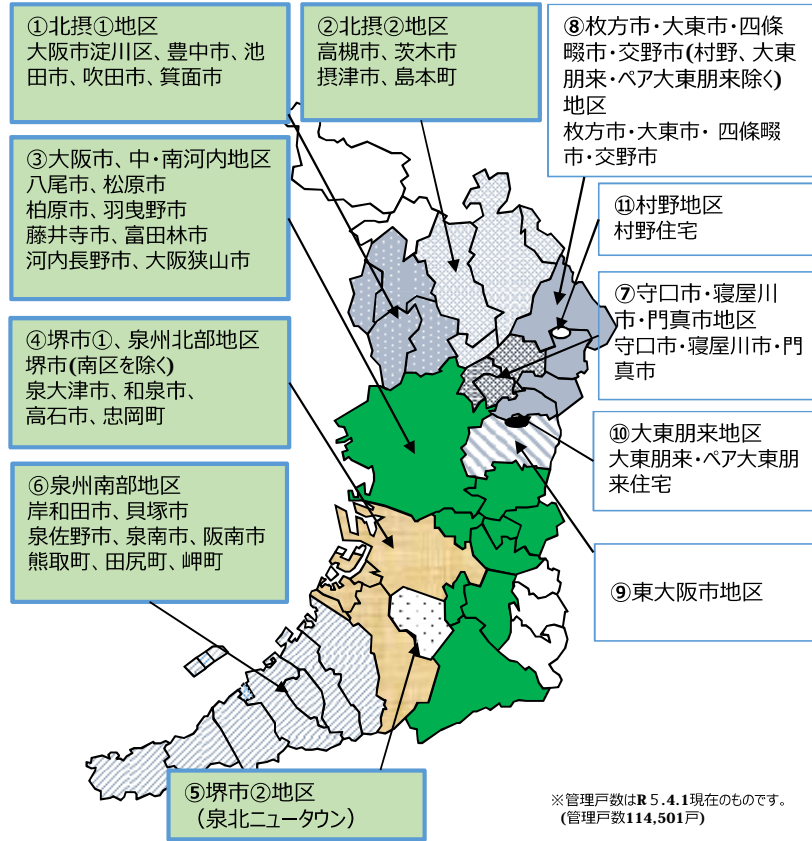 ①北摂①地区
大阪市淀川区、豊中市、池
田市、吹田市、箕面市
②北摂②地区
高槻市、茨木市
摂津市、島本町
⑧枚方市・大東市・四條
畷市・交野市(村野、大東
朋来・ペア大東朋来除く)
地区
枚方市・大東市・ 四條畷
市・交野市
③大阪市、中・南河内地区
八尾市、松原市
柏原市、羽曳野市
藤井寺市、富田林市
河内長野市、大阪狭山市
⑪村野地区
村野住宅
⑦守口市・寝屋川
市・門真市地区
守口市・寝屋川市・門
真市
④堺市①、泉州北部地区
堺市(南区を除く)
泉大津市、和泉市、
高石市、忠岡町
⑩大東朋来地区
大東朋来・ペア大東朋
来住宅
⑥泉州南部地区
岸和田市、貝塚市
泉佐野市、泉南市、阪南市
熊取町、田尻町、岬町
⑨東大阪市地区
⑤堺市②地区
（泉北ニュータウン）
※管理戸数はR５.4.1現在のものです。
(管理戸数114,501戸)